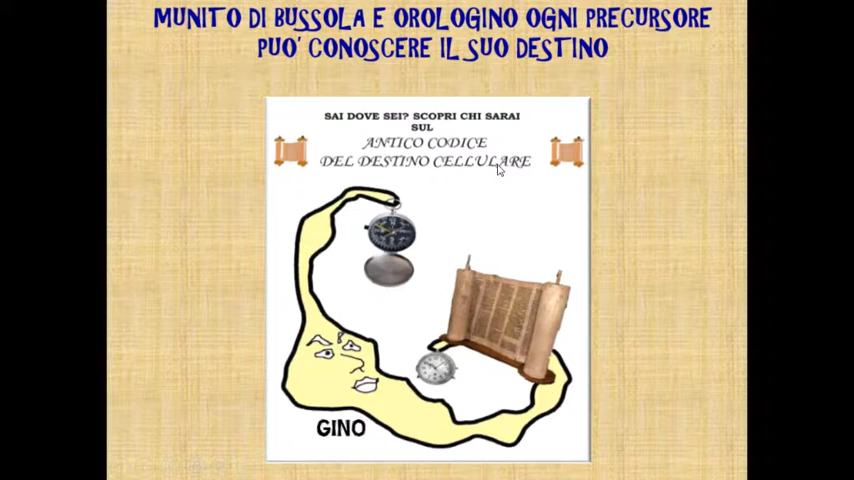 MUNITO DI BUSSOLA E OROLOGINO OGNI PRECURSORE
PUO' CONOSCERE IL SUO DESTINO
SAI DOVE SEI? SCOPRI CHI SARAI
SUL
ANTICO CODICE
DEL DESTINO CELLULARE
GINO